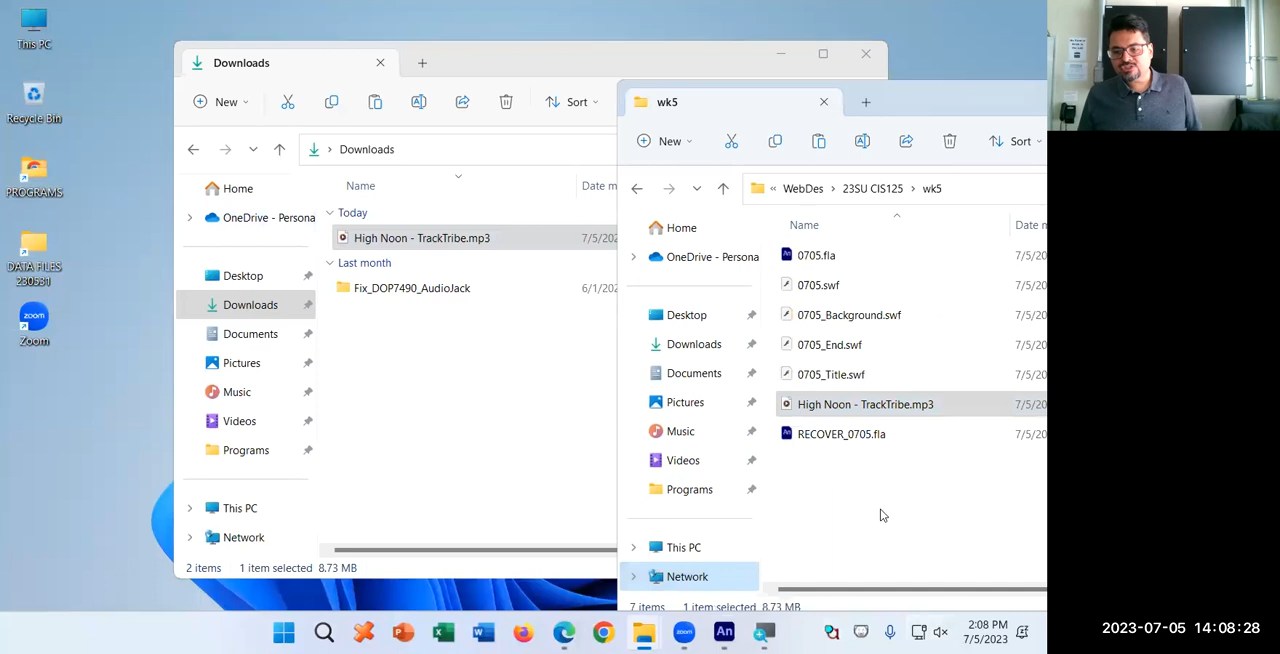 This PC
Recycle Bin
PROGRAMS
DATA FILES
230531
zoom
Zoom
Downloads
New
Sort
Downloads
Home
OneDrive - Persona
Desktop
Downloads
Documents
Pictures
Music
Videos
Programs
This PC
Network
Name
Date m
Today
High Noon - TrackTribe.mp3
7/5/202
Last month
Fix_DOP7490_AudioJack
6/1/202
2 items
1 item selected 8.73 MB
wk5
New
Sort
« WebDes › 23SU CIS125 › wk5
Home
OneDrive - Persona
Desktop
Downloads
Documents
Pictures
Music
Videos
Programs
This PC
Network
Name
Date m
0705.fla
7/5/20
0705.swf
7/5/20
0705_Background.swf
7/5/20
0705_End.swf
7/5/20
0705_Title.swf
7/5/20
High Noon - TrackTribe.mp3
7/5/20
RECOVER_0705.fla
7/5/20
7 items
1 item selected 8.73 MB
zoom
An
2:08 PM
7/5/2023
2023-07-05 14:08:28